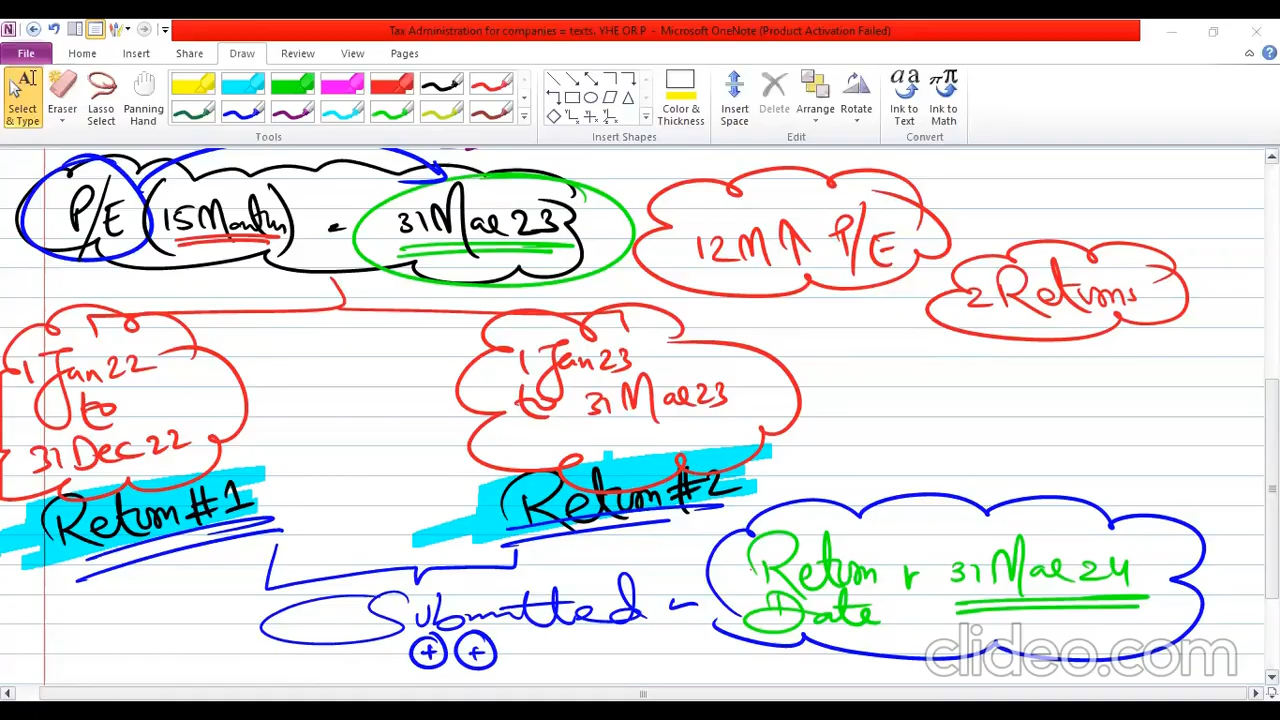 Tax Administration for companies = texts. YHE OR P - Microsoft OneNote (Product Activation Failed)
File Home Insert Share Draw Review View Pages
Select & Type
Eraser
Lasso Select
Panning Hand
Color & Thickness
Insert Space
Delete
Arrange
Rotate
Ink to Text
Ink to Math
Tools
Insert Shapes
Edit
Convert
P/E (15 Months) - 31 Mar 23
12M ↑ P/E
2 Returns
1 Jan 22
to
31 Dec 22
1 Jan 23
to 31 Mar 23
Return #1
Return #2
Submitted -
+ +
Return
Date
31 Mar 24
clideo.com